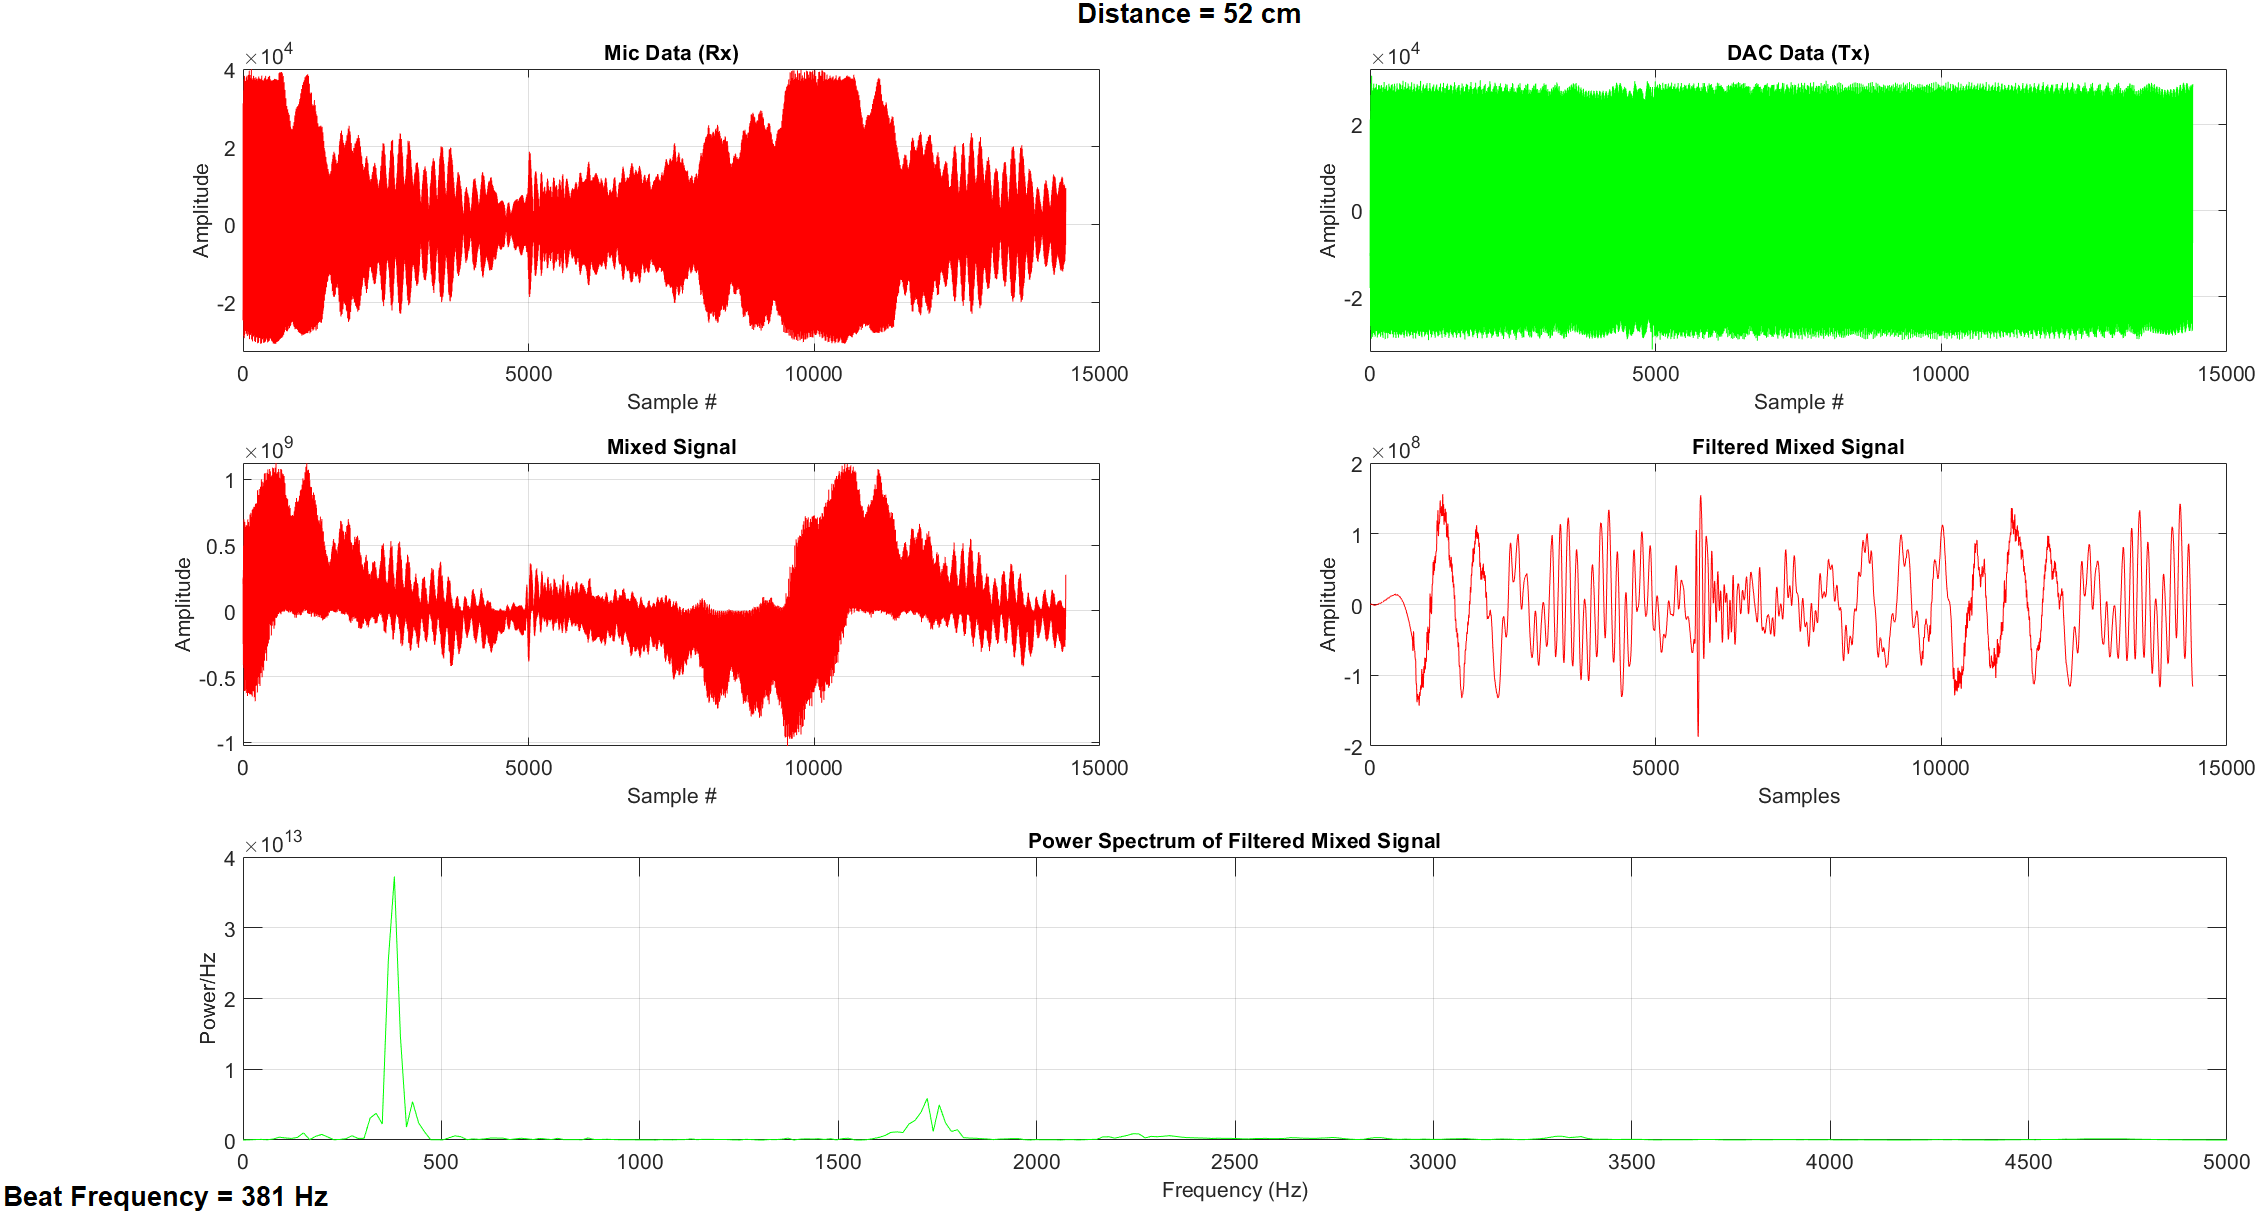 Distance = 52 cm
Mic Data (Rx)
×10^4
4
2
0
-2
Amplitude
0 5000 10000 15000
Sample #
DAC Data (Tx)
×10^4
2
0
-2
Amplitude
0 5000 10000 15000
Sample #
Mixed Signal
×10^9
1
0.5
0
-0.5
-1
Amplitude
0 5000 10000 15000
Sample #
Filtered Mixed Signal
×10^8
2
1
0
-1
-2
Amplitude
0 5000 10000 15000
Samples
Power Spectrum of Filtered Mixed Signal
×10^13
4
3
2
1
0
Power/Hz
0 500 1000 1500 2000 2500 3000 3500 4000 4500 5000
Frequency (Hz)
Beat Frequency = 381 Hz